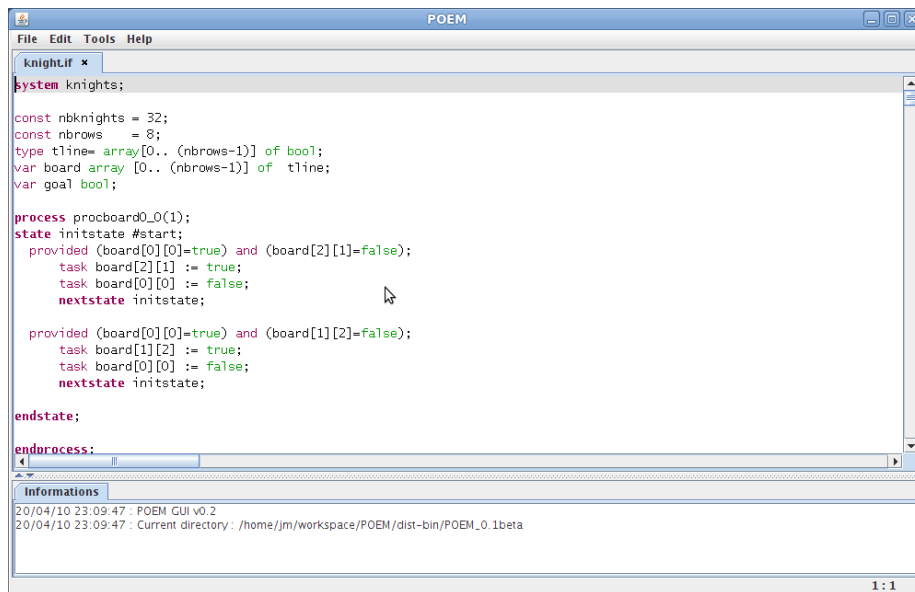 POEM
File Edit Tools Help
knight.if ×
system knights;
const nbknights = 32;
const nbrows    = 8;
type tline= array[0.. (nbrows-1)] of bool;
var board array [0.. (nbrows-1)] of  tline;
var goal bool;
process procboard0_0(1);
state initstate #start;
  provided (board[0][0]=true) and (board[2][1]=false);
      task board[2][1] := true;
      task board[0][0] := false;
      nextstate initstate;
  provided (board[0][0]=true) and (board[1][2]=false);
      task board[1][2] := true;
      task board[0][0] := false;
      nextstate initstate;
endstate;
endprocess;
Informations
20/04/10 23:09:47 : POEM GUI v0.2
20/04/10 23:09:47 : Current directory : /home/jm/workspace/POEM/dist-bin/POEM_0.1beta
1:1